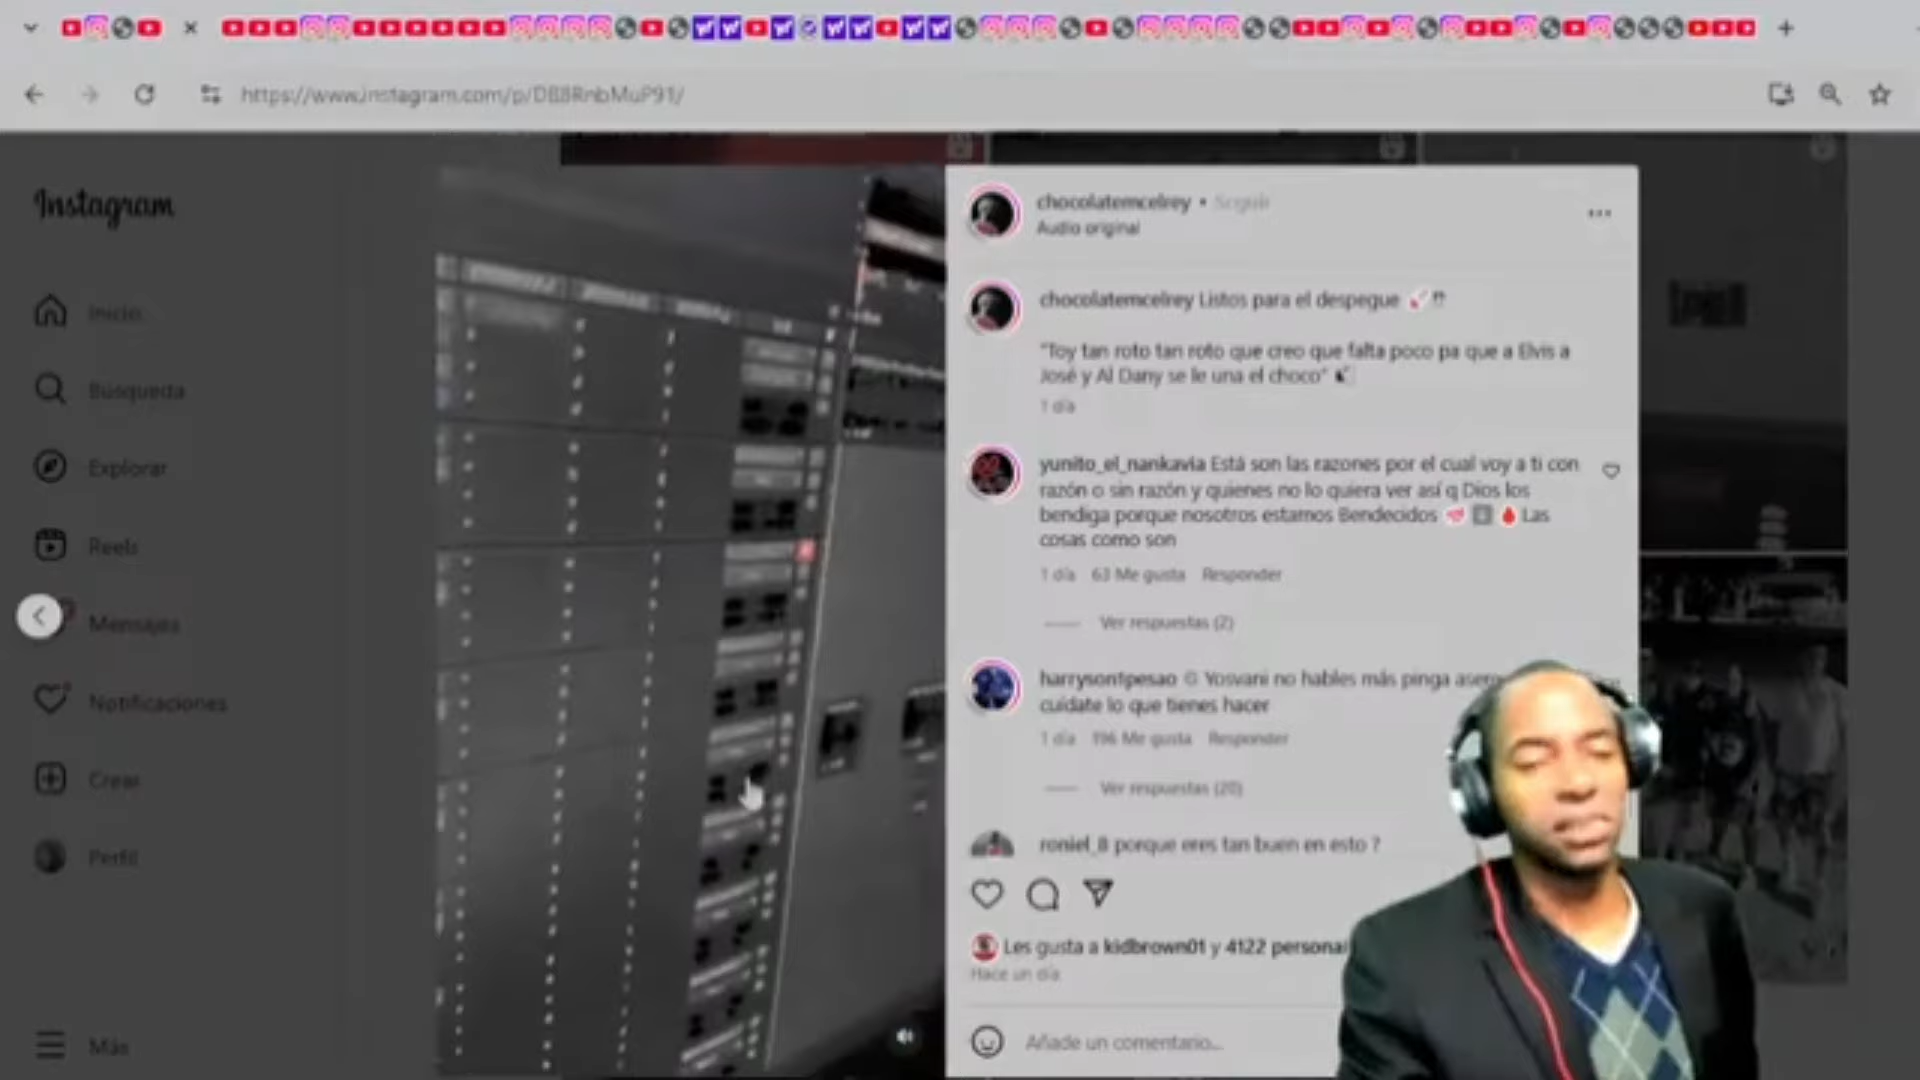 https://www.instagram.com/p/DB8RnbMuP91/
Instagram
Inicio
Búsqueda
Explorar
Reels
Mensajes
Notificaciones
Crear
Perfil
Más
chocolatemcelrey • Seguir
Audio original
chocolatemcelrey Listos para el despegue
"Toy tan roto tan roto que creo que falta poco pa que a Elvis a
José y Al Dany se le una el choco"
1 día
yunito_el_nankavia Está son las razones por el cual voy a ti con
razón o sin razón y quienes no lo quiera ver así q Dios los
bendiga porque nosotros estamos Bendecidos Las
cosas como son
1 día 63 Me gusta Responder
Ver respuestas (2)
harryson1pesao Yosvani no hables más pinga asere
cuídate lo que tienes hacer
1 día 196 Me gusta Responder
Ver respuestas (20)
roniel_8 porque eres tan buen en esto ?
Les gusta a kidbrown01 y 4122 persona
Hace un día
Añade un comentario...